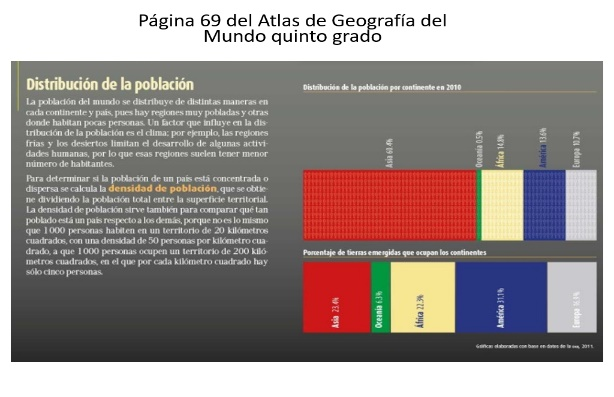 Página 69 del Atlas de Geografía del
Mundo quinto grado
Distribución de la población
La población del mundo se distribuye de distintas maneras en
cada continente y país, pues hay regiones muy pobladas y otras
donde habitan pocas personas. Un factor que influye en la dis-
tribución de la población es el clima; por ejemplo, las regiones
frías y los desiertos limitan el desarrollo de algunas activi-
dades humanas, por lo que esas regiones suelen tener menor
número de habitantes.
Para determinar si la población de un país está concentrada o
dispersa se calcula la densidad de población, que se obtie-
ne dividiendo la población total entre la superficie territorial.
La densidad de población sirve también para comparar qué tan
poblado está un país respecto a los demás, porque no es lo mismo
que 1 000 personas habiten en un territorio de 20 kilómetros
cuadrados, con una densidad de 50 personas por kilómetro cua-
drado, a que 1 000 personas ocupen un territorio de 200 kiló-
metros cuadrados, en el que por cada kilómetro cuadrado hay
sólo cinco personas.
Distribución de la población por continente en 2010
Asia 60.4%
Oceanía 0.5%
África 14.8%
América 13.6%
Europa 10.7%
Porcentaje de tierras emergidas que ocupan los continentes
Asia 23.4%
Oceanía 6.3%
África 22.3%
América 31.1%
Europa 16.9%
Gráficas elaboradas con base en datos de la
2011.